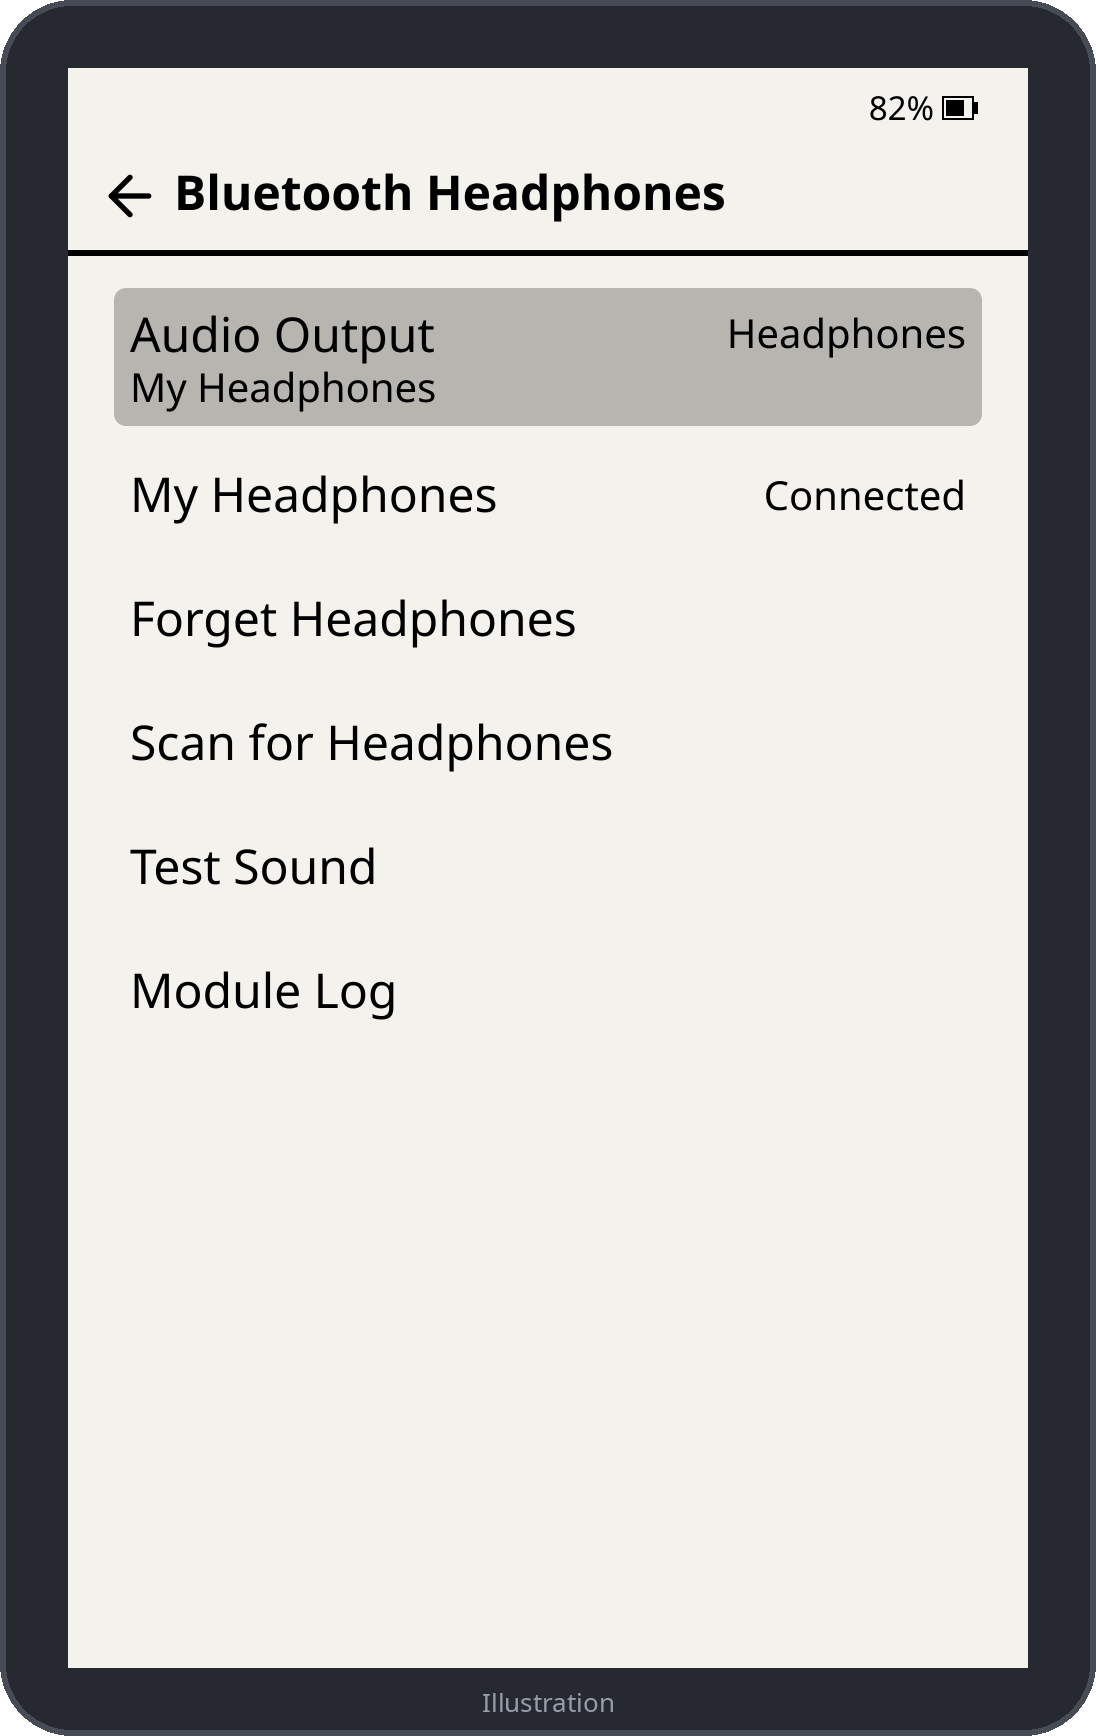 82%
Bluetooth Headphones
Audio Output Headphones
My Headphones
My Headphones Connected
Forget Headphones
Scan for Headphones
Test Sound
Module Log
Illustration